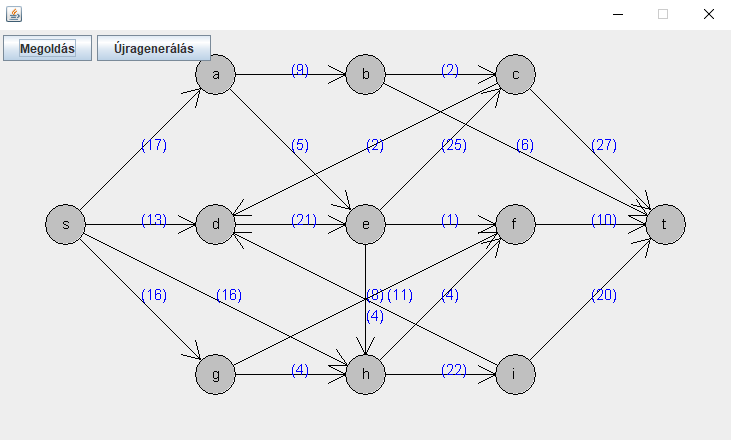 Megoldás Újragenerálás
a (9) b (2) c
(17) (5) (2) (25) (6) (27)
s (13) d (21) e (1) f (10) t
(16) (16) (8) (11) (4) (20)
(4)
g (4) h (22) i